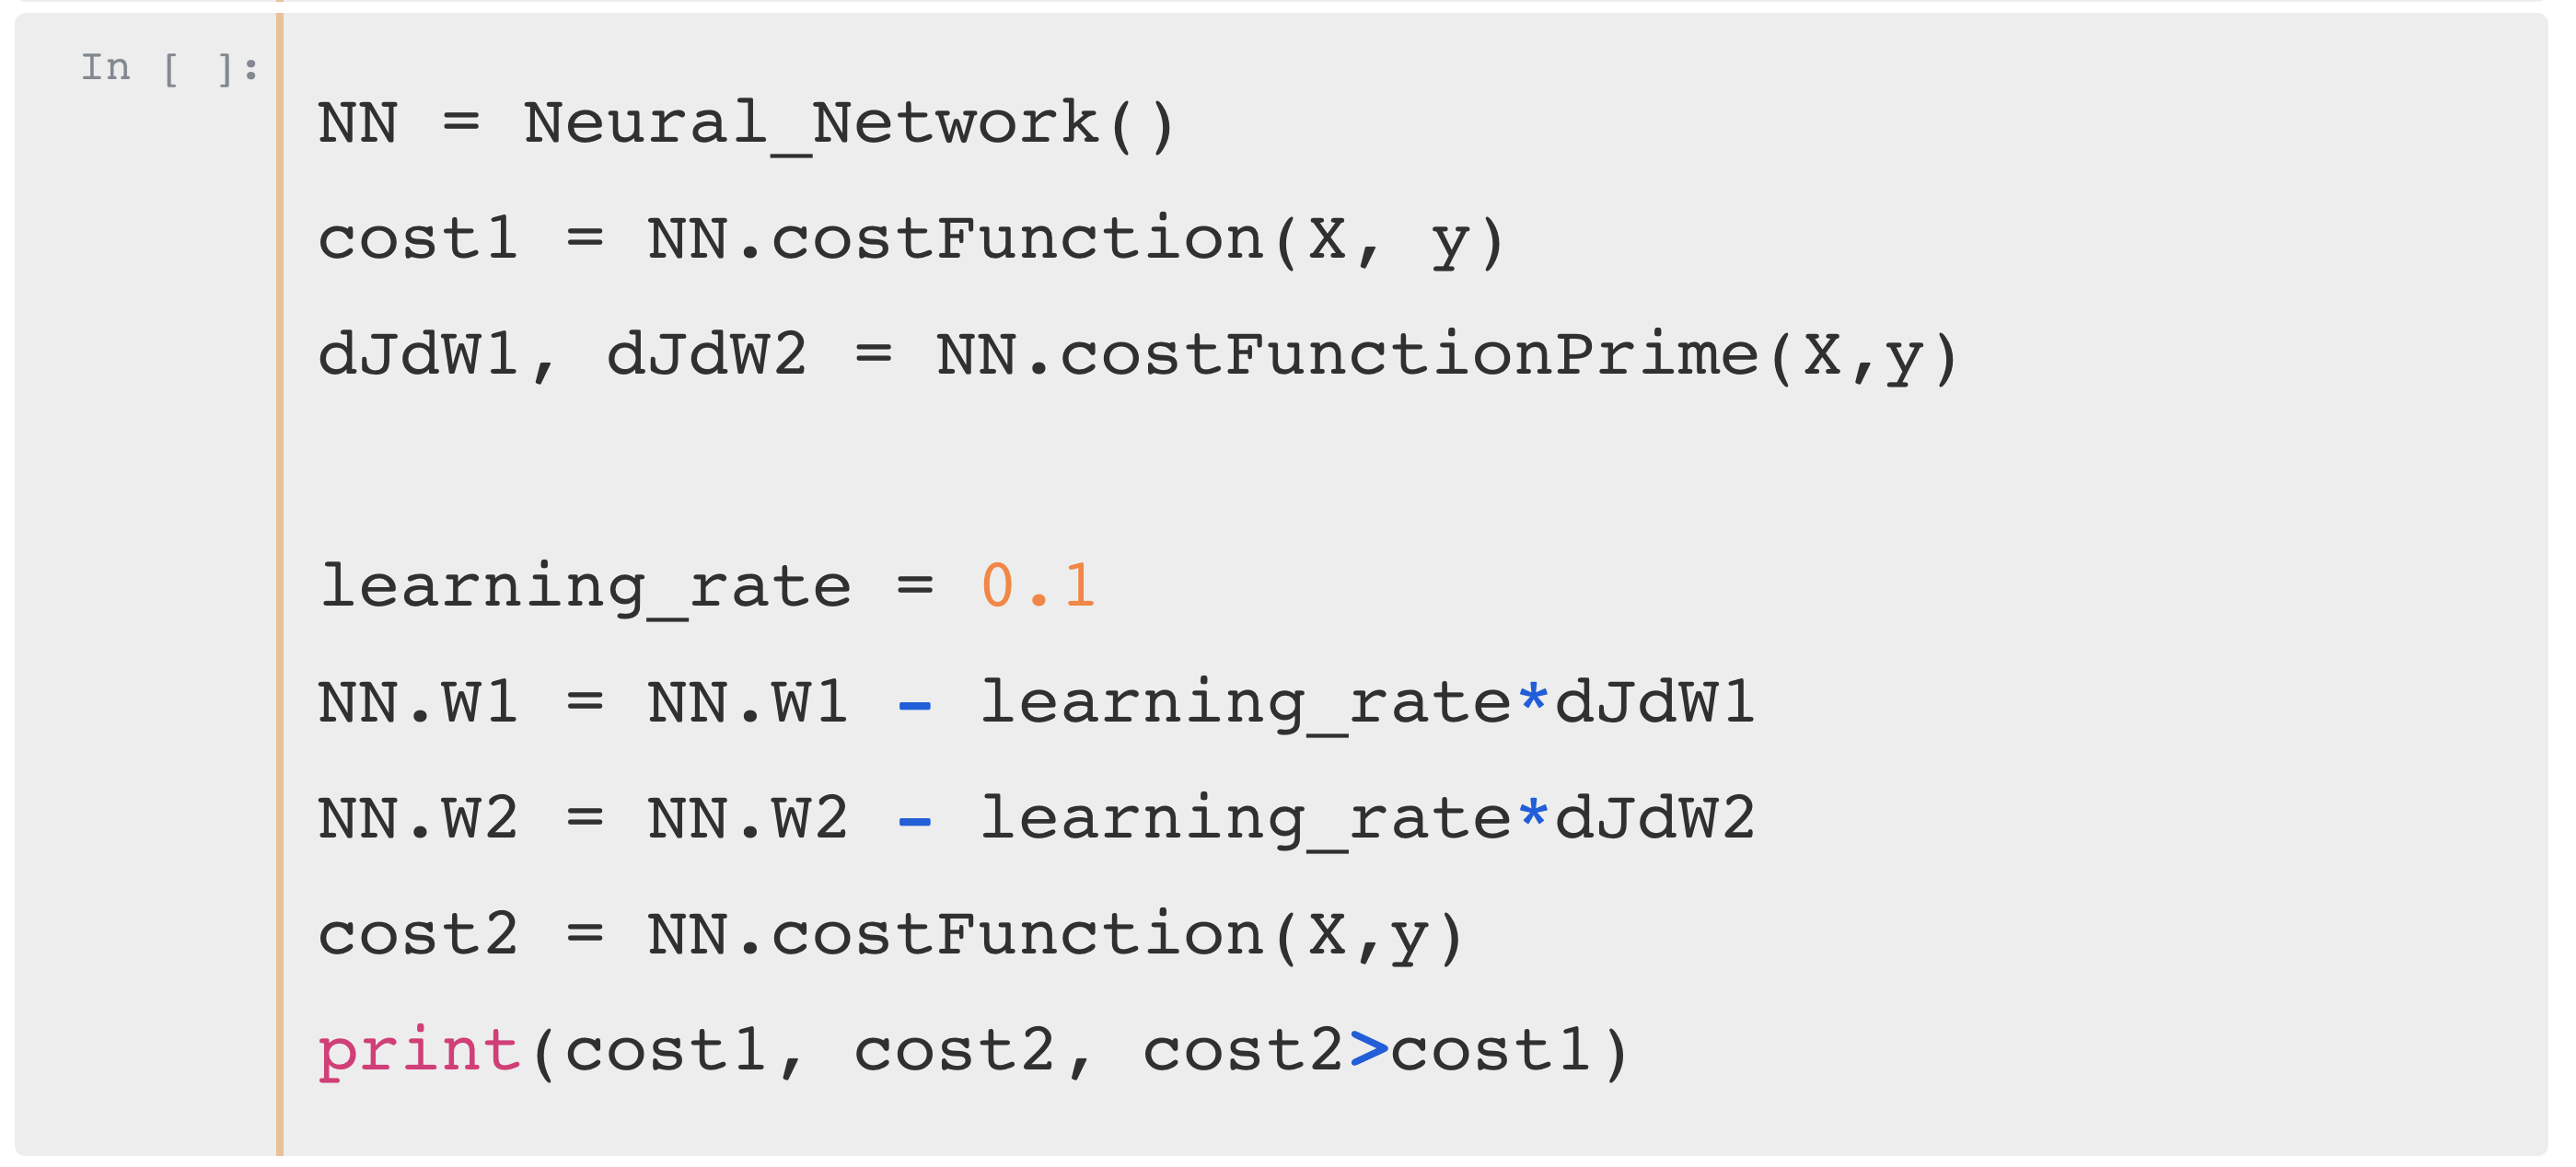 In [ ]:
NN = Neural_Network()
cost1 = NN.costFunction(X, y)
dJdW1, dJdW2 = NN.costFunctionPrime(X,y)
learning_rate = 0.1
NN.W1 = NN.W1 - learning_rate*dJdW1
NN.W2 = NN.W2 - learning_rate*dJdW2
cost2 = NN.costFunction(X,y)
print(cost1, cost2, cost2>cost1)